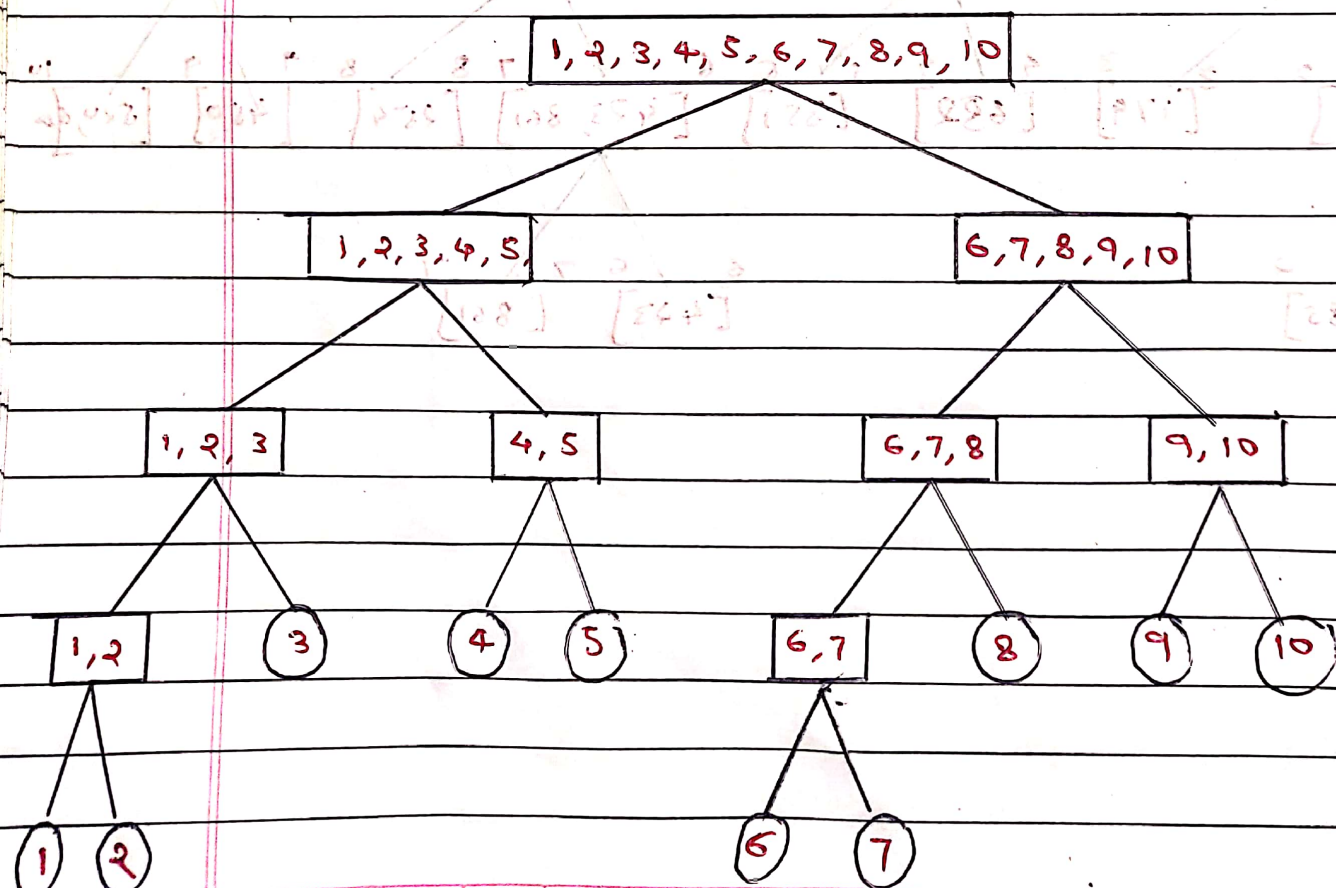 1, 2, 3, 4, 5, 6, 7, 8, 9, 10
1, 2, 3, 4, 5,
6, 7, 8, 9, 10
1, 2, 3
4, 5
6, 7, 8
9, 10
1, 2
3
4
5
6, 7
8
9
10
1
2
6
7